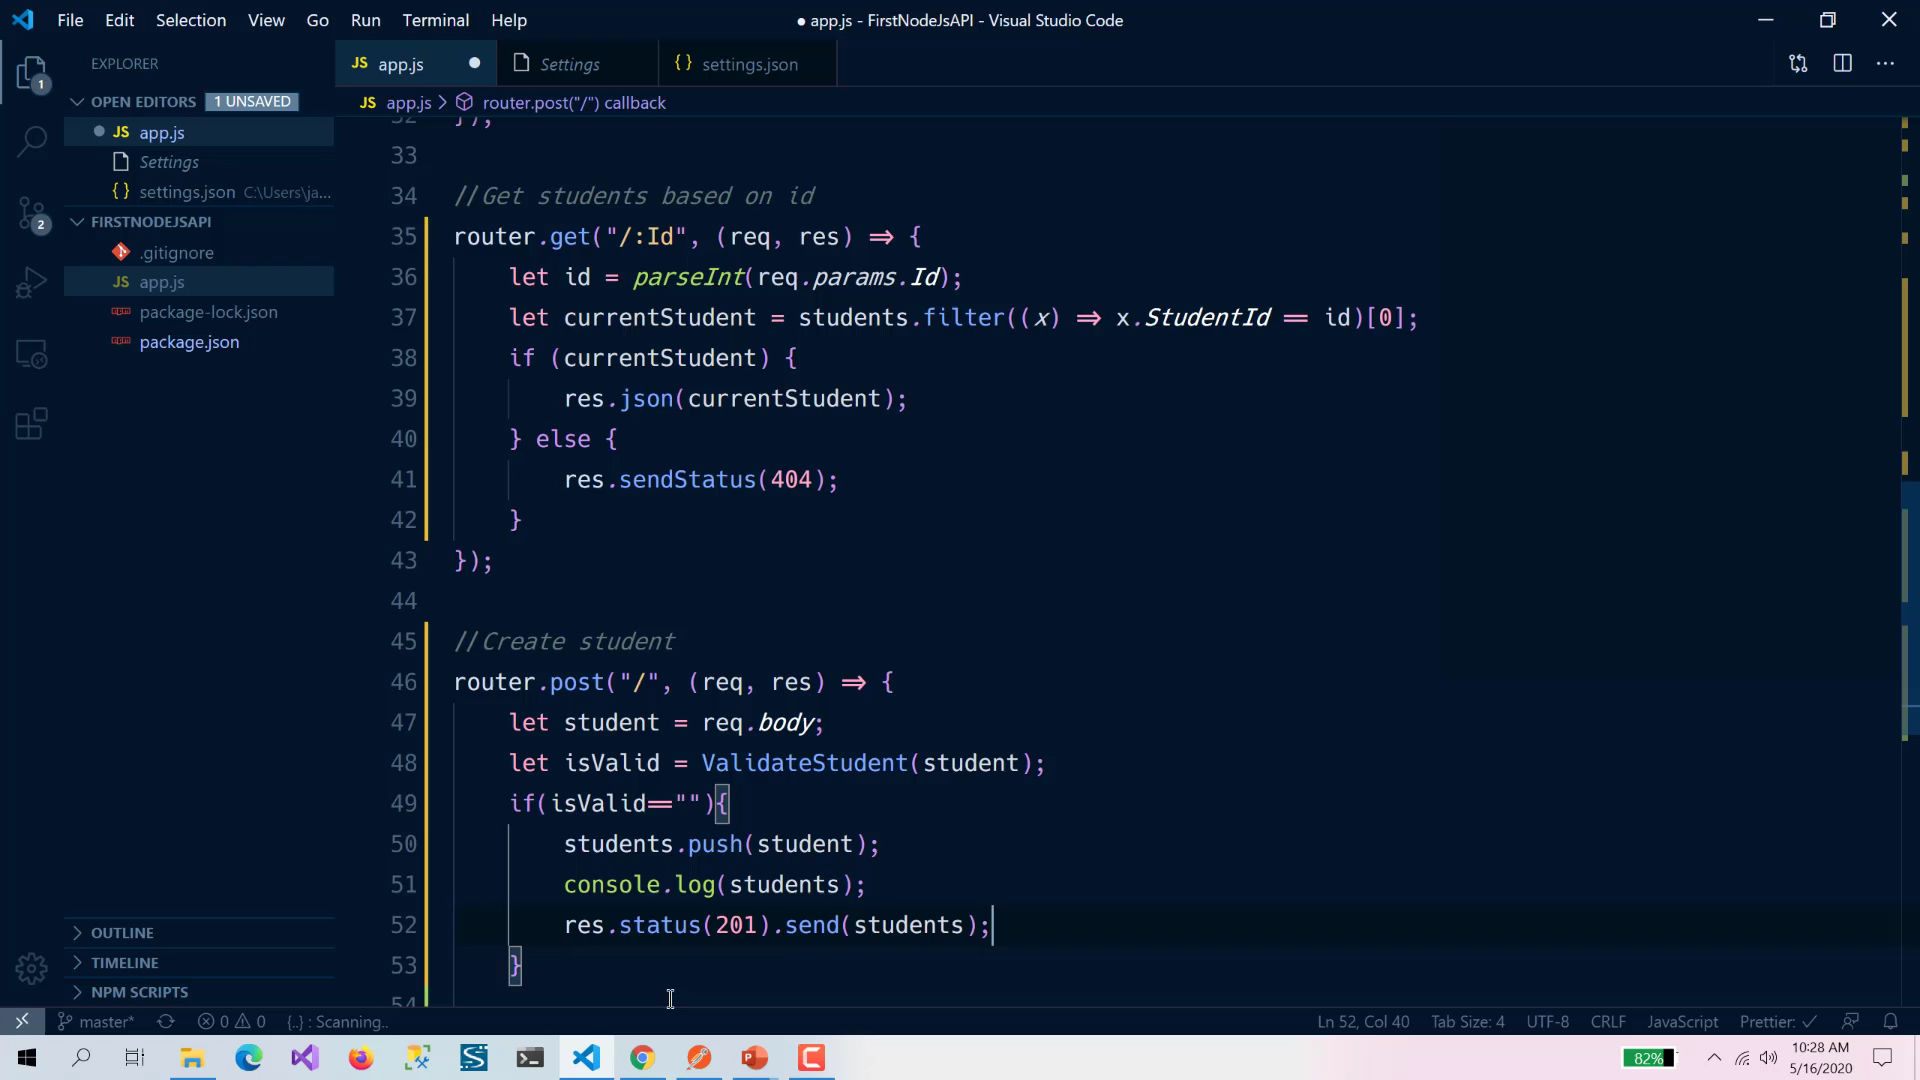 File Edit Selection View Go Run Terminal Help
● app.js - FirstNodeJsAPI - Visual Studio Code
EXPLORER
OPEN EDITORS 1 UNSAVED
JS app.js
Settings
{} settings.json C:\Users\ja...
FIRSTNODEJSAPI
.gitignore
JS app.js
package-lock.json
package.json
OUTLINE
TIMELINE
NPM SCRIPTS
1
2
JS app.js ●
Settings
{} settings.json
JS app.js > router.post("/") callback
32 });
33
34 //Get students based on id
35 router.get("/:Id", (req, res) => {
36 let id = parseInt(req.params.Id);
37 let currentStudent = students.filter((x) => x.StudentId == id)[0];
38 if (currentStudent) {
39 res.json(currentStudent);
40 } else {
41 res.sendStatus(404);
42 }
43 });
44
45 //Create student
46 router.post("/", (req, res) => {
47 let student = req.body;
48 let isValid = ValidateStudent(student);
49 if(isValid==""){
50 students.push(student);
51 console.log(students);
52 res.status(201).send(students);
53 }
54
master* 0 0 {..} : Scanning..
Ln 52, Col 40 Tab Size: 4 UTF-8 CRLF JavaScript Prettier: ✓
82%
10:28 AM
5/16/2020